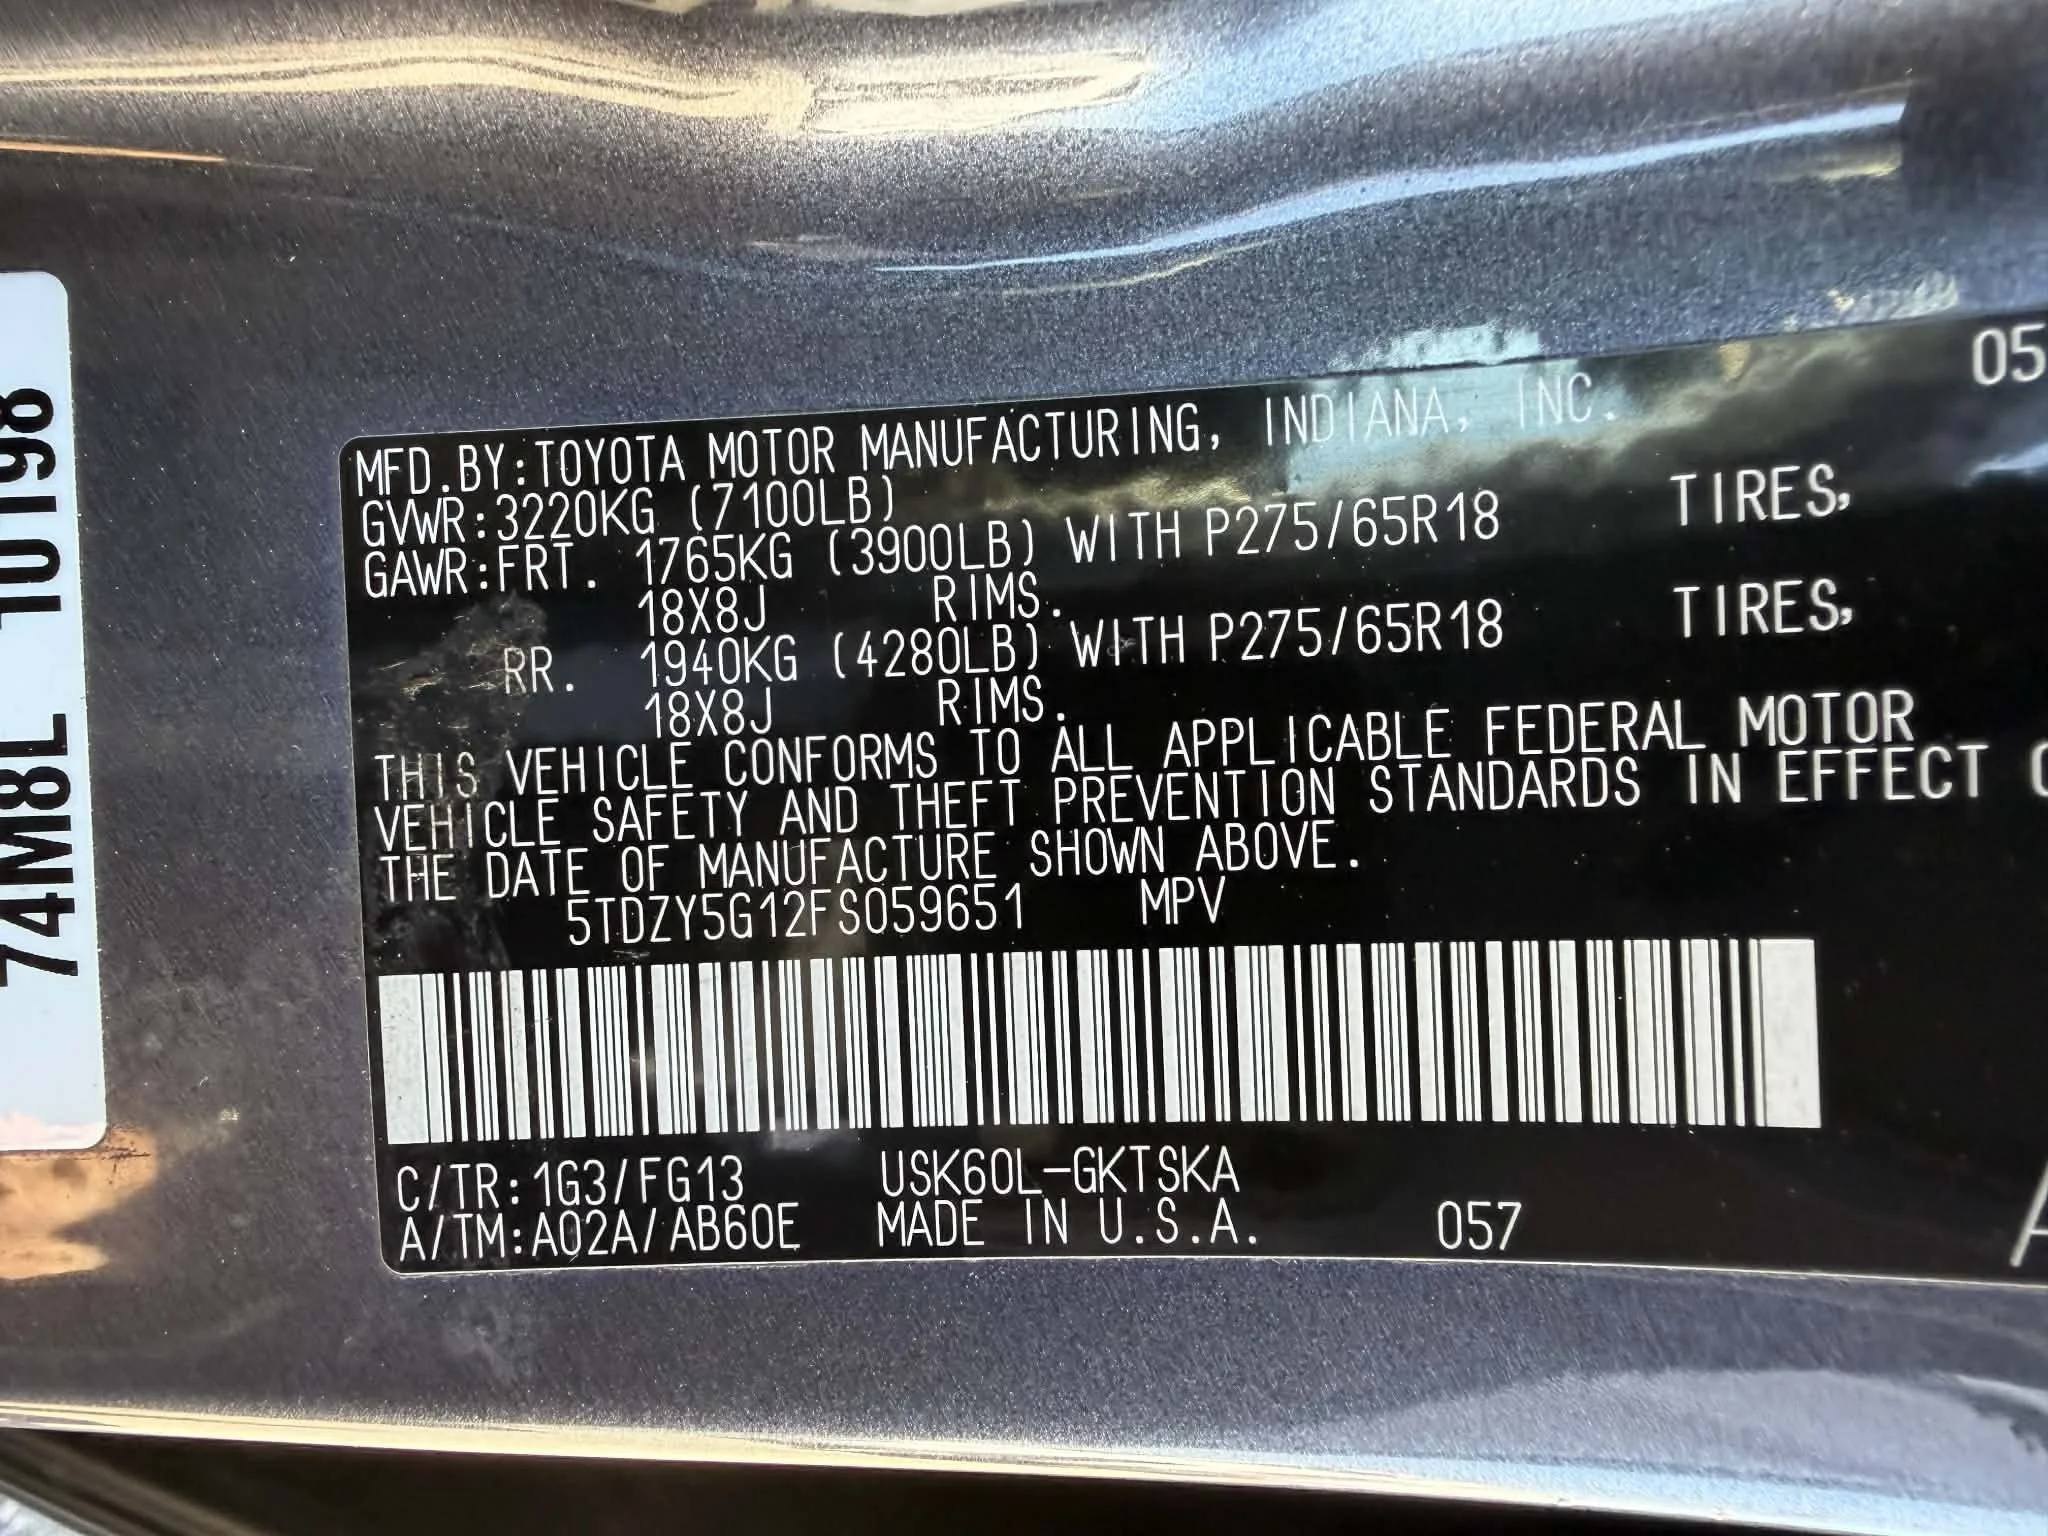 74M8L 10198
05
MFD.BY:TOYOTA MOTOR MANUFACTURING, INDIANA, INC.
GVWR:3220KG (7100LB)
GAWR:FRT. 1765KG (3900LB) WITH P275/65R18 TIRES,
18X8J RIMS.
RR. 1940KG (4280LB) WITH P275/65R18 TIRES,
18X8J RIMS.
THIS VEHICLE CONFORMS TO ALL APPLICABLE FEDERAL MOTOR
VEHICLE SAFETY AND THEFT PREVENTION STANDARDS IN EFFECT
THE DATE OF MANUFACTURE SHOWN ABOVE.
5TDZY5G12FS059651 MPV
C/TR:1G3/FG13 USK60L-GKTSKA
A/TM:A02A/AB60E MADE IN U.S.A. 057